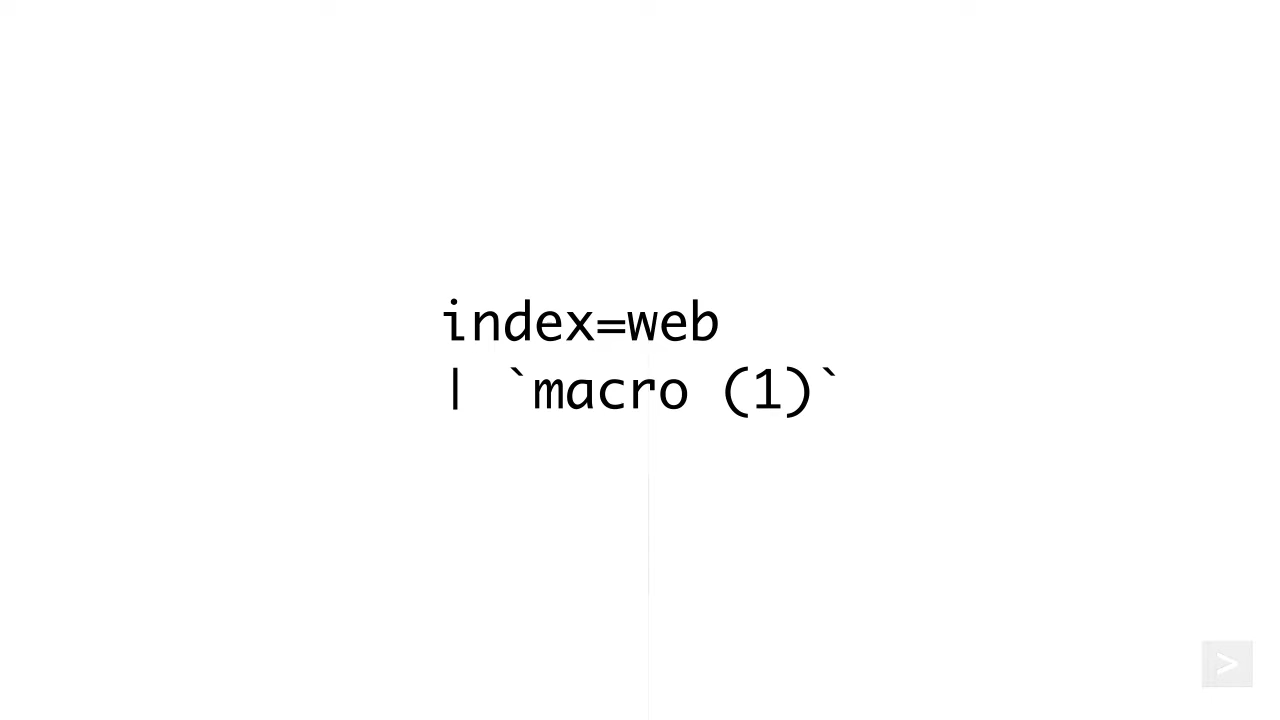 index=web
| `macro (1)`
>